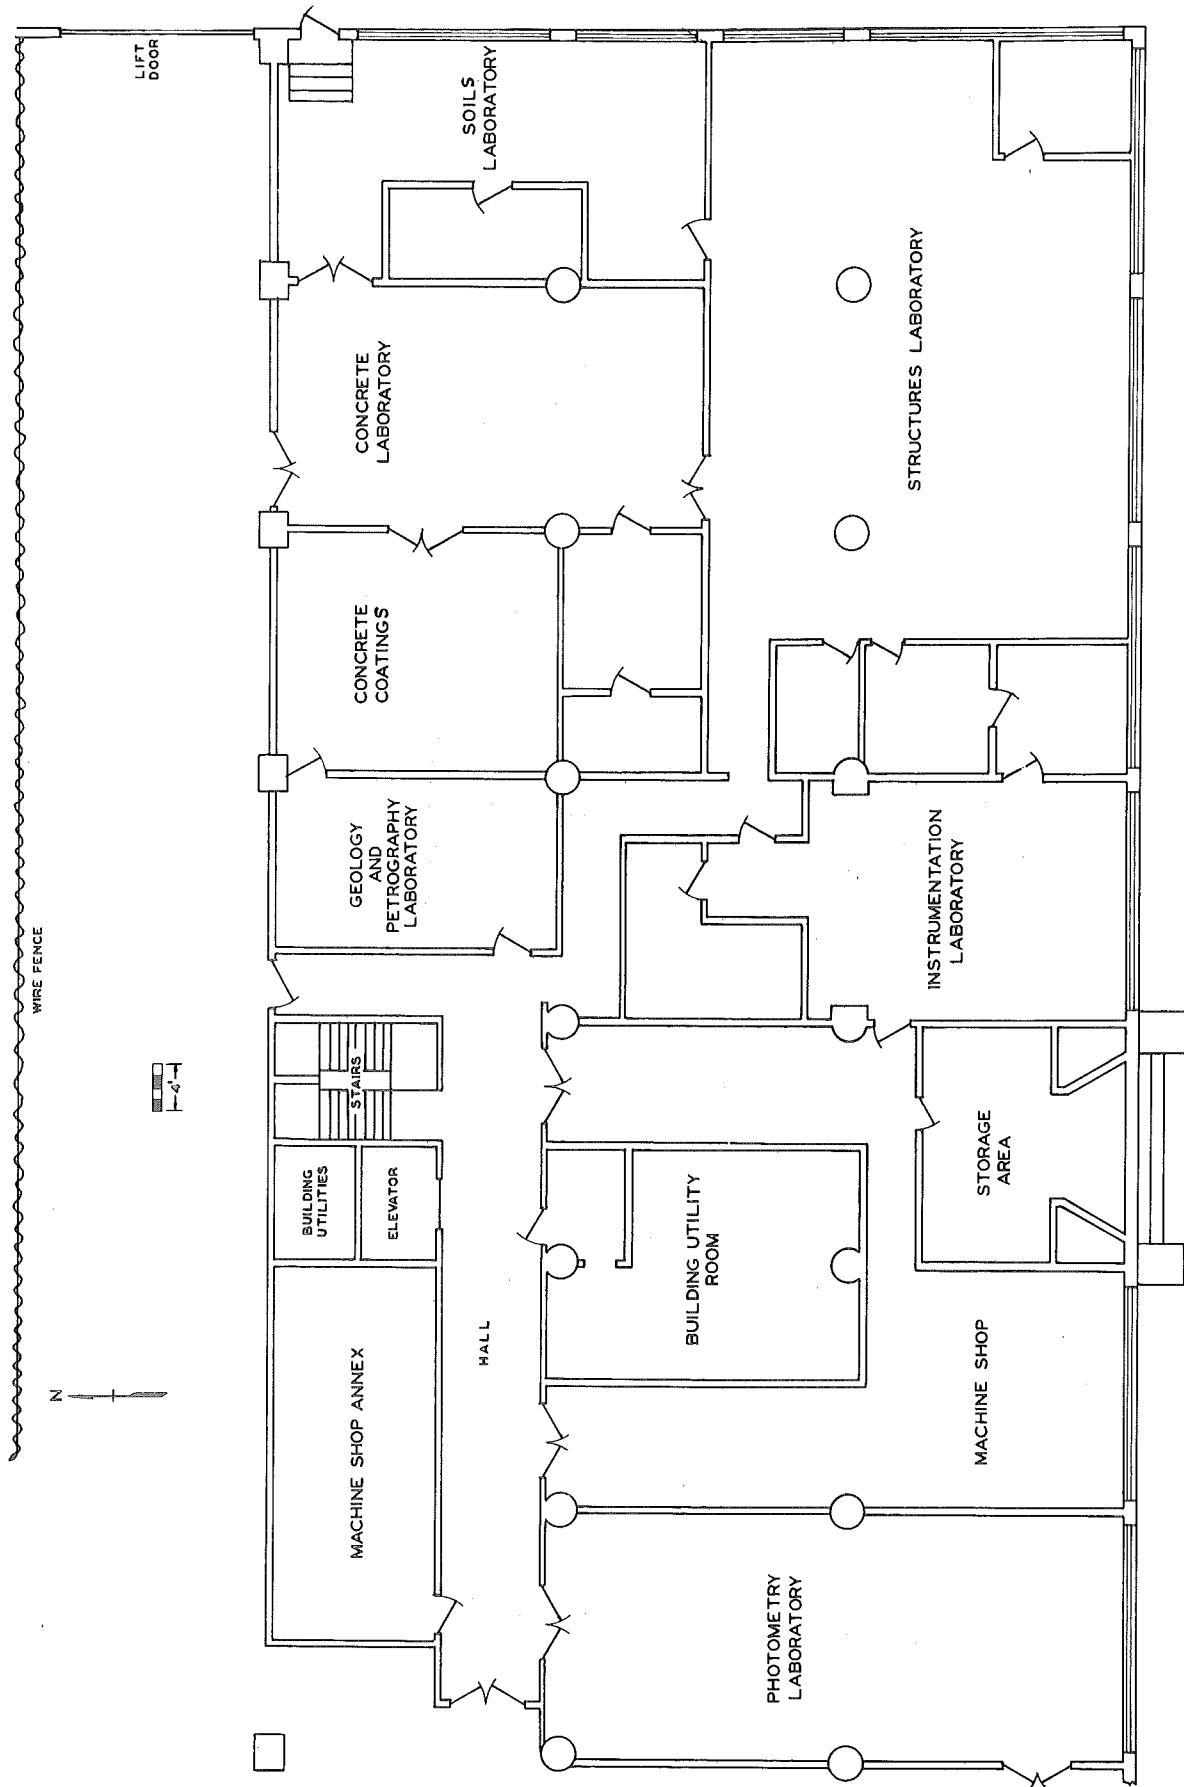 WIRE FENCE
LIFT
DOOR
N
4'
MACHINE SHOP ANNEX
BUILDING
UTILITIES
ELEVATOR
STAIRS
GEOLOGY
AND
PETROGRAPHY
LABORATORY
CONCRETE
COATINGS
CONCRETE
LABORATORY
SOILS
LABORATORY
HALL
PHOTOMETRY
LABORATORY
BUILDING UTILITY
ROOM
MACHINE SHOP
STORAGE
AREA
INSTRUMENTATION
LABORATORY
STRUCTURES LABORATORY